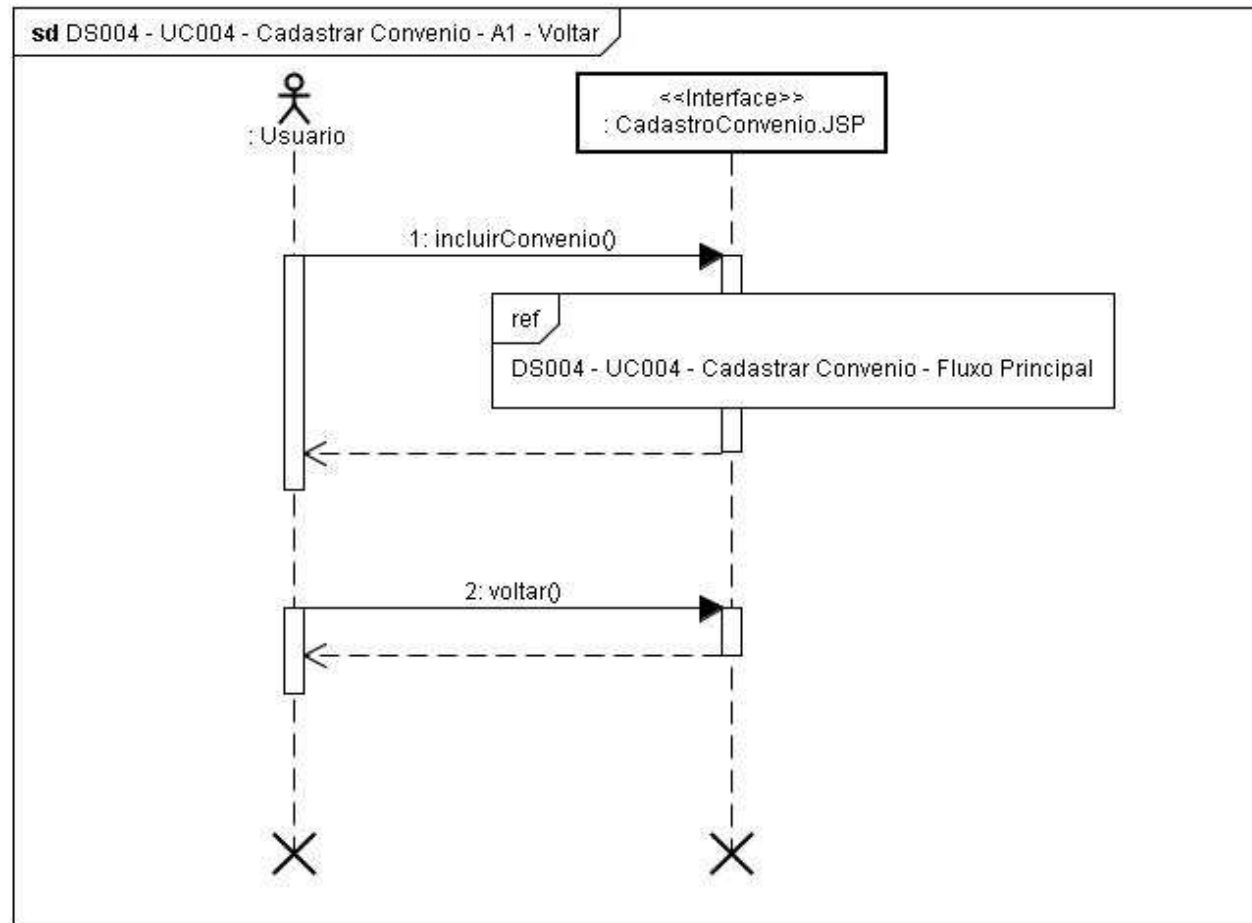 sd DS004 - UC004 - Cadastrar Convenio - A1 - Voltar
: Usuario
<<Interface>>
: CadastroConvenio.JSP
1: incluirConvenio()
ref
DS004 - UC004 - Cadastrar Convenio - Fluxo Principal
2: voltar()